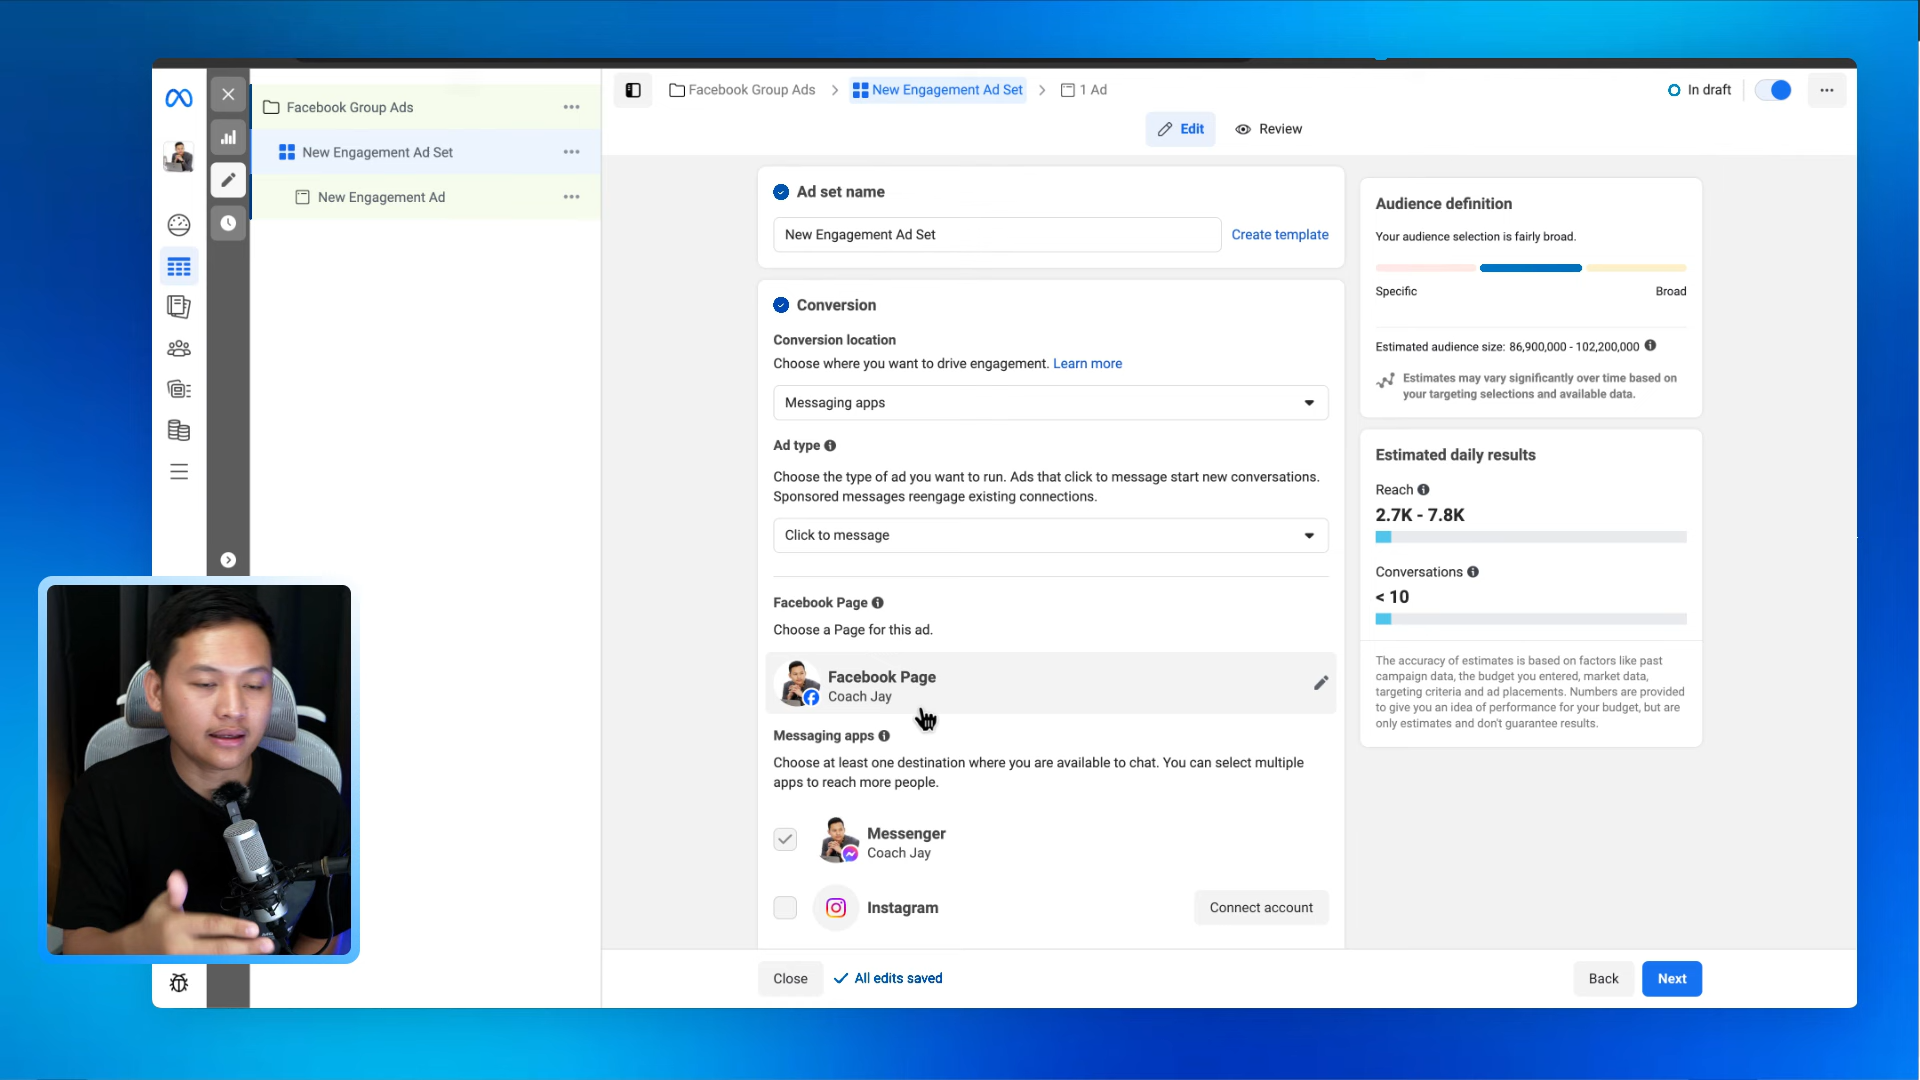 Facebook Group Ads
New Engagement Ad Set
New Engagement Ad
Facebook Group Ads
New Engagement Ad Set
1 Ad
In draft
Edit
Review
Ad set name
New Engagement Ad Set
Create template
Conversion
Conversion location
Choose where you want to drive engagement. Learn more
Messaging apps
Ad type
Choose the type of ad you want to run. Ads that click to message start new conversations.
Sponsored messages reengage existing connections.
Click to message
Facebook Page
Choose a Page for this ad.
Facebook Page
Coach Jay
Messaging apps
Choose at least one destination where you are available to chat. You can select multiple
apps to reach more people.
Messenger
Coach Jay
Instagram
Connect account
Close
All edits saved
Back
Next
Audience definition
Your audience selection is fairly broad.
Specific
Broad
Estimated audience size: 86,900,000 - 102,200,000
Estimates may vary significantly over time based on
your targeting selections and available data.
Estimated daily results
Reach
2.7K - 7.8K
Conversations
< 10
The accuracy of estimates is based on factors like past
campaign data, the budget you entered, market data,
targeting criteria and ad placements. Numbers are provided
to give you an idea of performance for your budget, but are
only estimates and don't guarantee results.